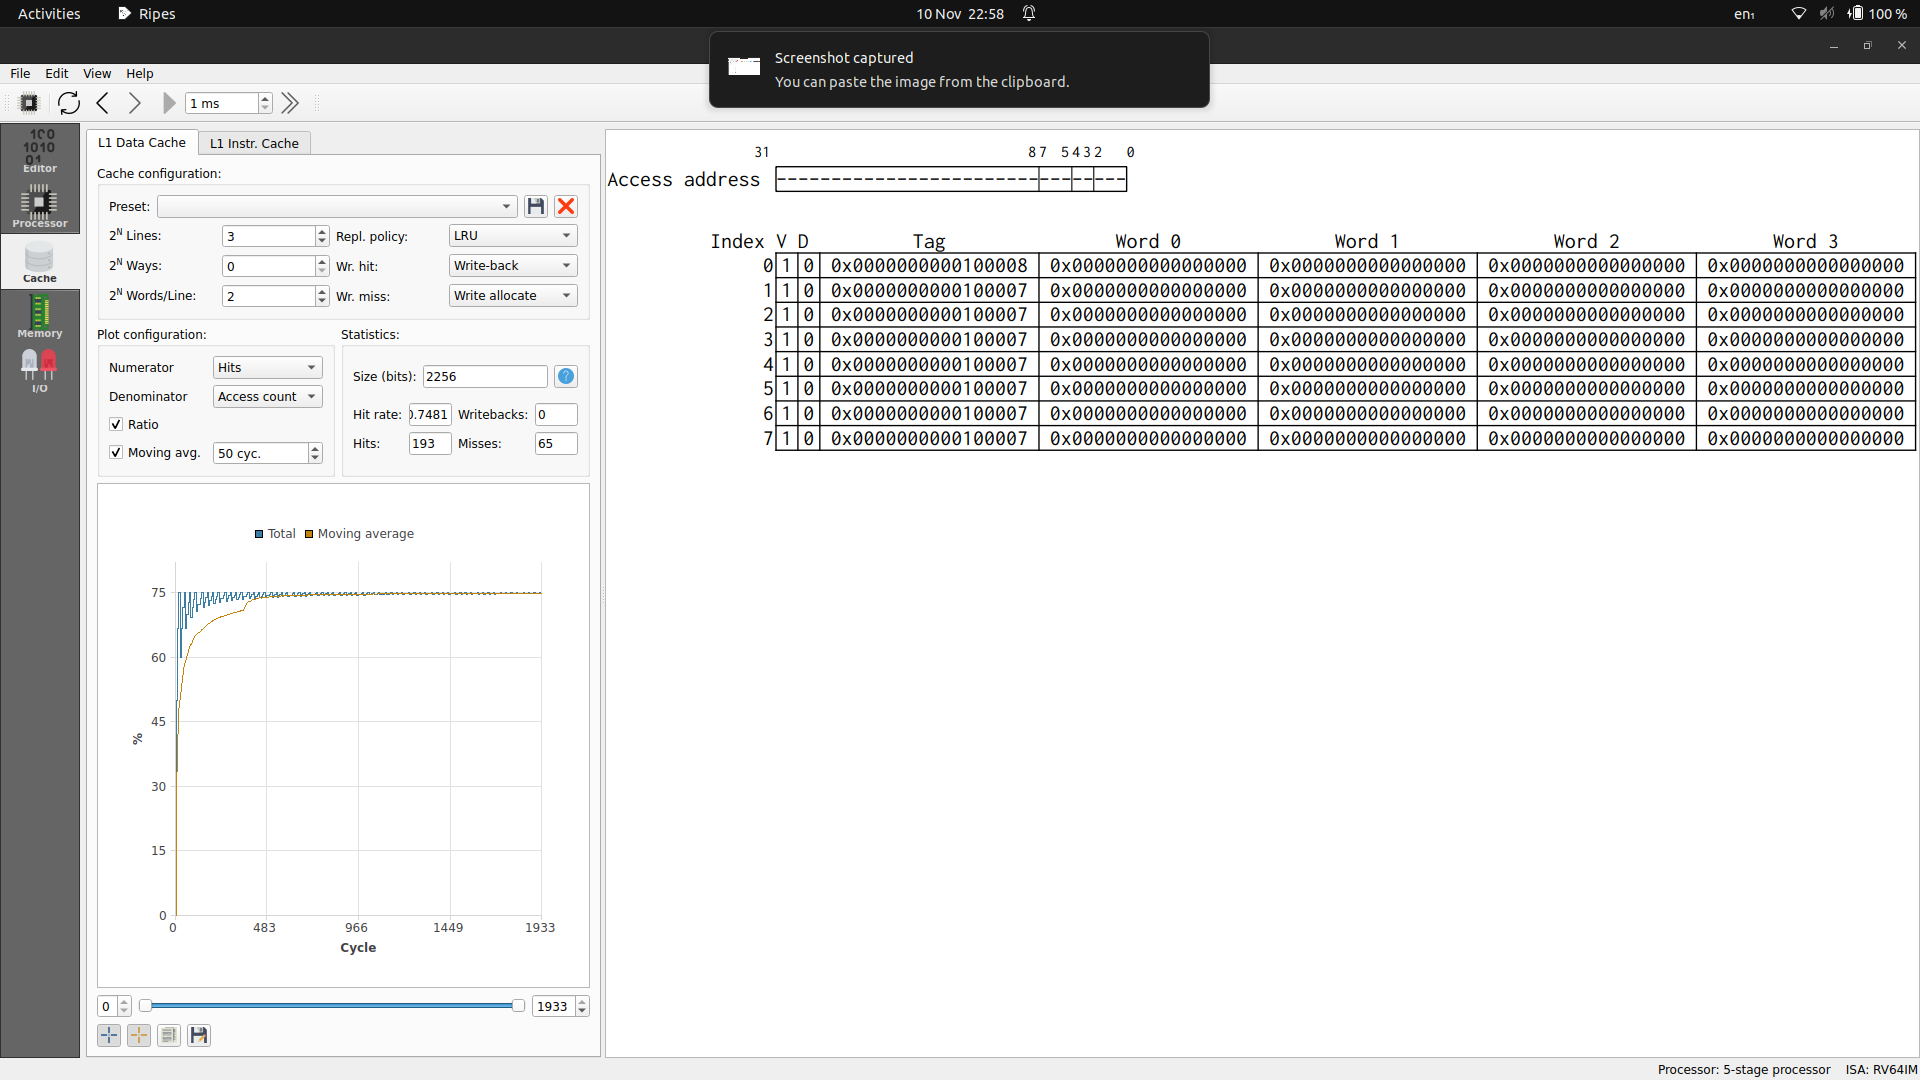 Activities Ripes 10 Nov 22:58 en₁ 100 %
Screenshot captured
You can paste the image from the clipboard.
File Edit View Help
1 ms
Editor
Processor
Cache
Memory
I/O
L1 Data Cache L1 Instr. Cache
Cache configuration:
Preset:
2ᴺ Lines: 3 Repl. policy: LRU
2ᴺ Ways: 0 Wr. hit: Write-back
2ᴺ Words/Line: 2 Wr. miss: Write allocate
Plot configuration: Statistics:
Numerator Hits
Denominator Access count
Ratio
Moving avg. 50 cyc.
Size (bits): 2256
Hit rate: 0.7481 Writebacks: 0
Hits: 193 Misses: 65
Total Moving average
75
60
45
30
15
0
%
0 483 966 1449 1933
Cycle
0 1933
31 8 7 5 4 3 2 0
Access address ------------------------ --- -- ---
Index V D Tag Word 0 Word 1 Word 2 Word 3
0 1 0 0x0000000000100008 0x0000000000000000 0x0000000000000000 0x0000000000000000 0x0000000000000000
1 1 0 0x0000000000100007 0x0000000000000000 0x0000000000000000 0x0000000000000000 0x0000000000000000
2 1 0 0x0000000000100007 0x0000000000000000 0x0000000000000000 0x0000000000000000 0x0000000000000000
3 1 0 0x0000000000100007 0x0000000000000000 0x0000000000000000 0x0000000000000000 0x0000000000000000
4 1 0 0x0000000000100007 0x0000000000000000 0x0000000000000000 0x0000000000000000 0x0000000000000000
5 1 0 0x0000000000100007 0x0000000000000000 0x0000000000000000 0x0000000000000000 0x0000000000000000
6 1 0 0x0000000000100007 0x0000000000000000 0x0000000000000000 0x0000000000000000 0x0000000000000000
7 1 0 0x0000000000100007 0x0000000000000000 0x0000000000000000 0x0000000000000000 0x0000000000000000
Processor: 5-stage processor ISA: RV64IM